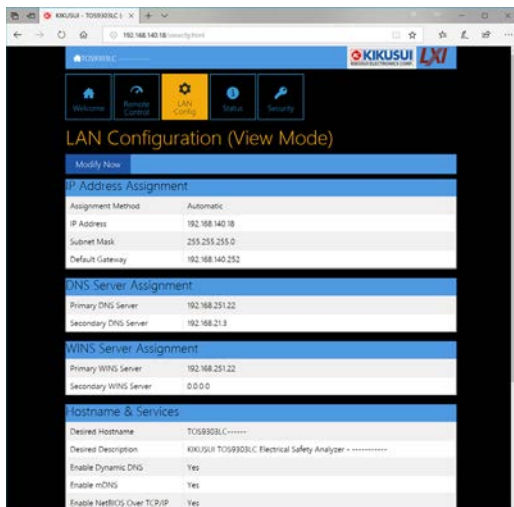 KIKUSUI - TOS9303LC
192.168.140.18/viewcfg.html
TOS9303LC ------------
KIKUSUI LXI
KIKUSUI ELECTRONICS CORP.
Welcome
Remote Control
LAN Config
Status
Security
LAN Configuration (View Mode)
Modify Now
IP Address Assignment
Assignment Method Automatic
IP Address 192.168.140.18
Subnet Mask 255.255.255.0
Default Gateway 192.168.140.252
DNS Server Assignment
Primary DNS Server 192.168.251.22
Secondary DNS Server 192.168.21.3
WINS Server Assignment
Primary WINS Server 192.168.251.22
Secondary WINS Server 0.0.0.0
Hostname & Services
Desired Hostname TOS9303LC------
Desired Description KIKUSUI TOS9303LC Electrical Safety Analyzer - -----------
Enable Dynamic DNS Yes
Enable mDNS Yes
Enable NetBIOS Over TCP/IP Yes